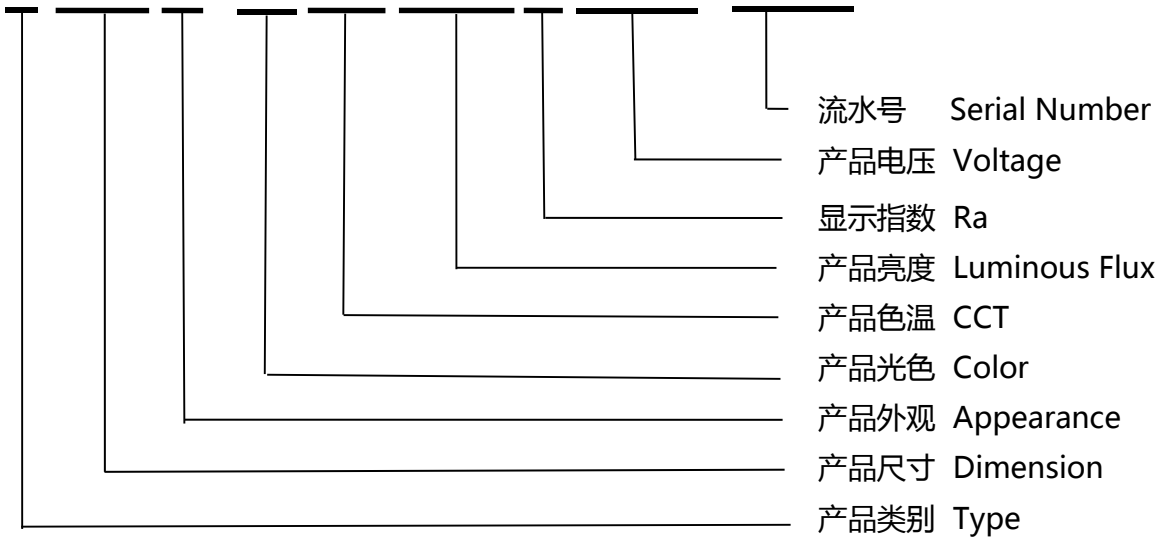 流水号 Serial Number
产品电压 Voltage
显示指数 Ra
产品亮度 Luminous Flux
产品色温 CCT
产品光色 Color
产品外观 Appearance
产品尺寸 Dimension
产品类别 Type